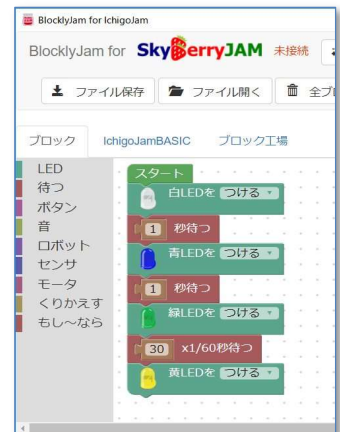 BlocklyJam for IchigoJam
BlocklyJam for SkyBerryJAM 未接続
ファイル保存 ファイル開く 全ブ
ブロック IchigoJamBASIC ブロック工場
LED
待つ
ボタン
音
ロボット
センサ
モータ
くりかえす
もし～なら
スタート
白LEDを つける
1 秒待つ
青LEDを つける
1 秒待つ
緑LEDを つける
30 x1/60秒待つ
黄LEDを つける